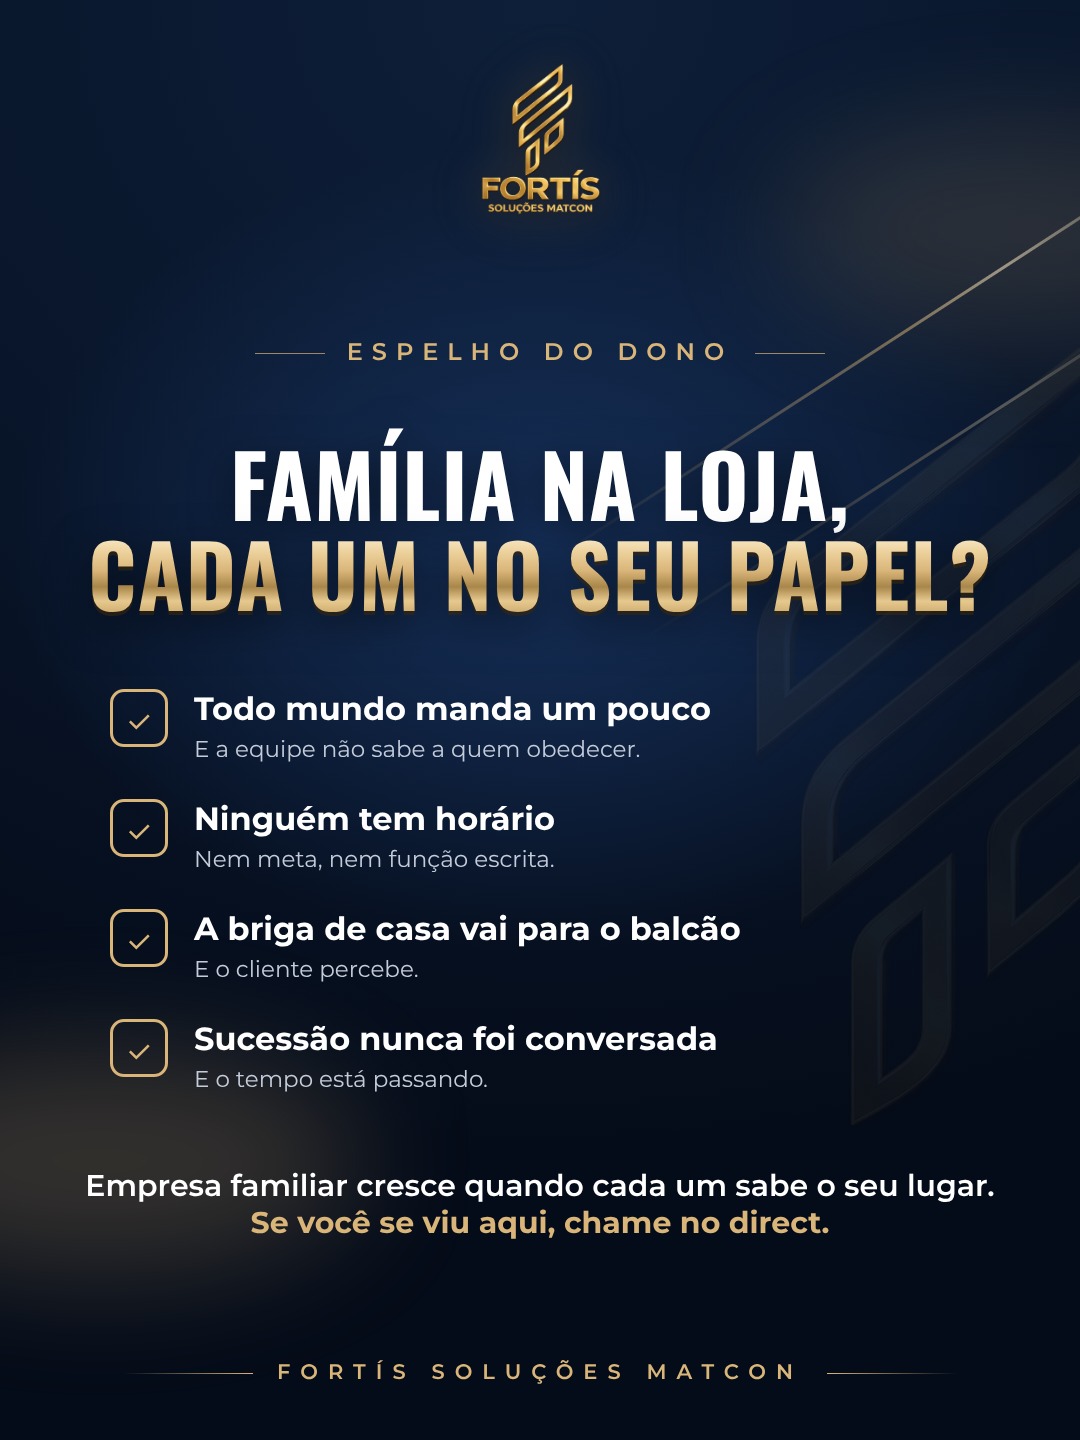 FORTÍS
SOLUÇÕES MATCON
ESPELHO DO DONO
FAMÍLIA NA LOJA,
CADA UM NO SEU PAPEL?
Todo mundo manda um pouco
E a equipe não sabe a quem obedecer.
Ninguém tem horário
Nem meta, nem função escrita.
A briga de casa vai para o balcão
E o cliente percebe.
Sucessão nunca foi conversada
E o tempo está passando.
Empresa familiar cresce quando cada um sabe o seu lugar.
Se você se viu aqui, chame no direct.
FORTÍS SOLUÇÕES MATCON